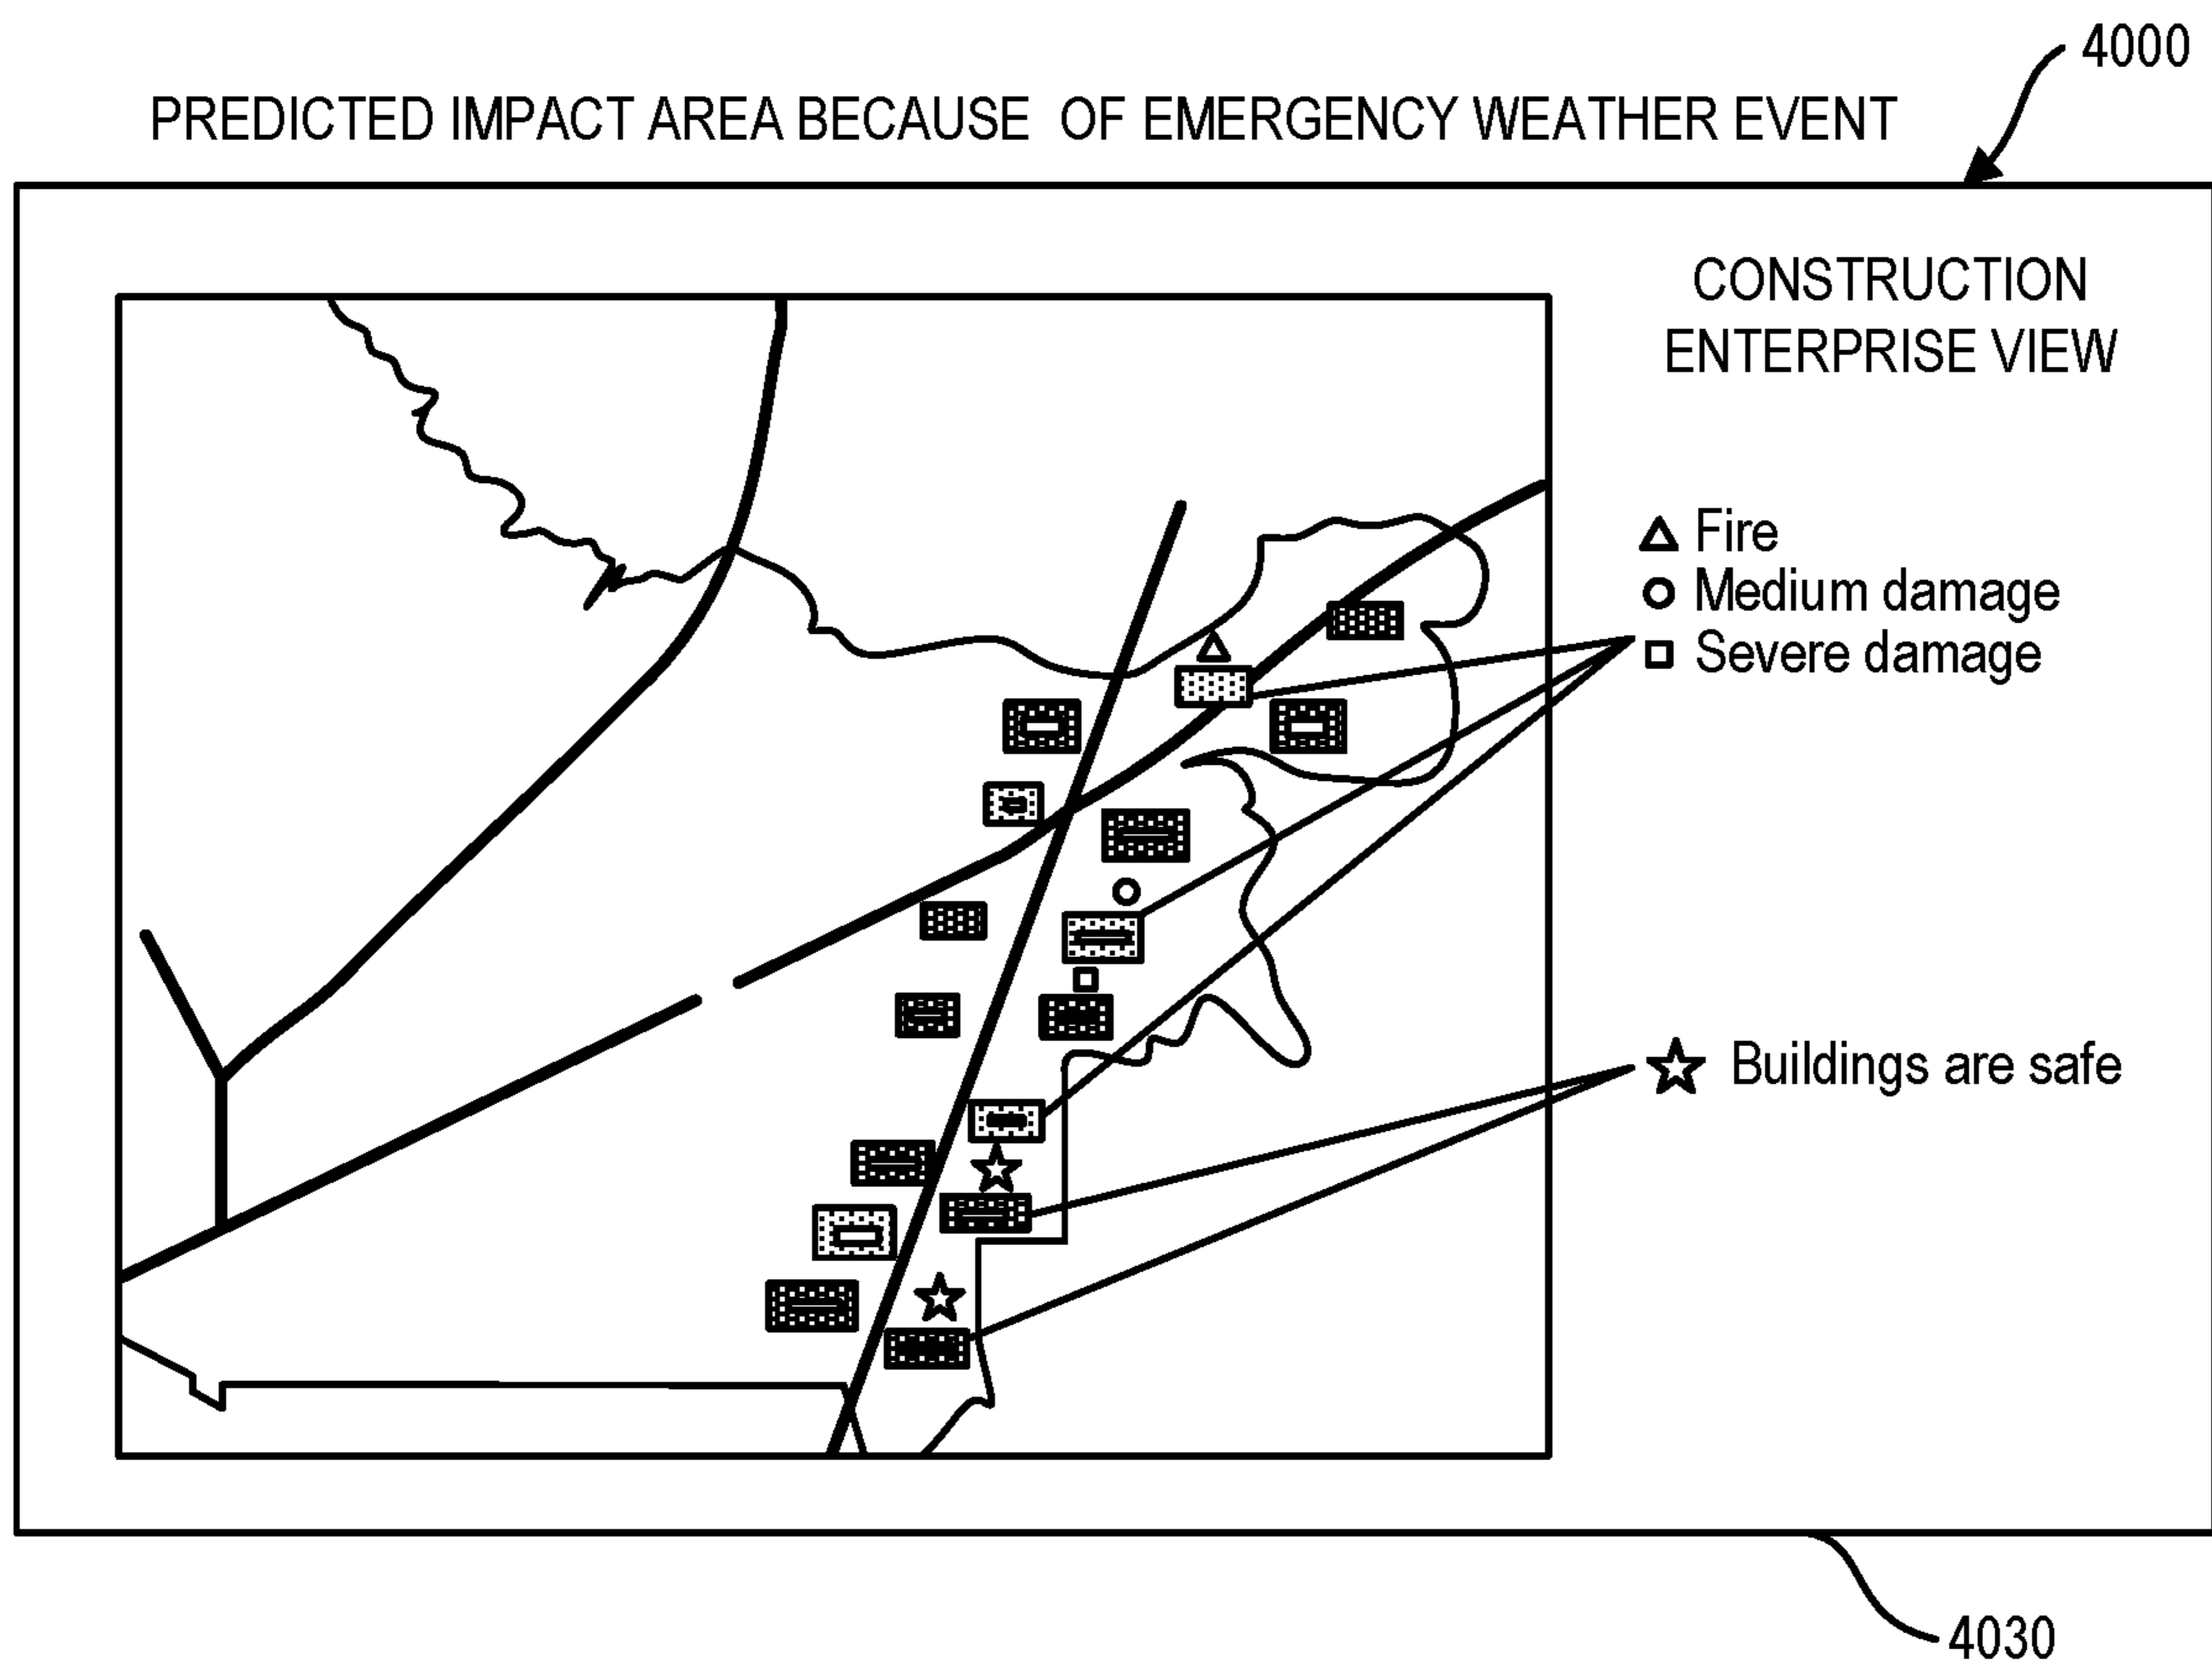 4000
PREDICTED IMPACT AREA BECAUSE OF EMERGENCY WEATHER EVENT
CONSTRUCTION
ENTERPRISE VIEW
Fire
Medium damage
Severe damage
Buildings are safe
4030